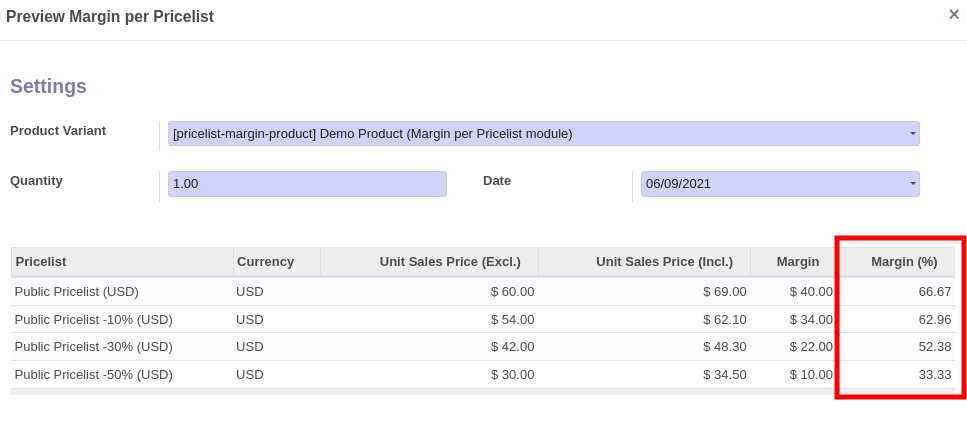 Preview Margin per Pricelist ×
Settings
Product Variant [pricelist-margin-product] Demo Product (Margin per Pricelist module)
Quantity 1.00 Date 06/09/2021
Pricelist Currency Unit Sales Price (Excl.) Unit Sales Price (Incl.) Margin Margin (%)
Public Pricelist (USD) USD $ 60.00 $ 69.00 $ 40.00 66.67
Public Pricelist -10% (USD) USD $ 54.00 $ 62.10 $ 34.00 62.96
Public Pricelist -30% (USD) USD $ 42.00 $ 48.30 $ 22.00 52.38
Public Pricelist -50% (USD) USD $ 30.00 $ 34.50 $ 10.00 33.33